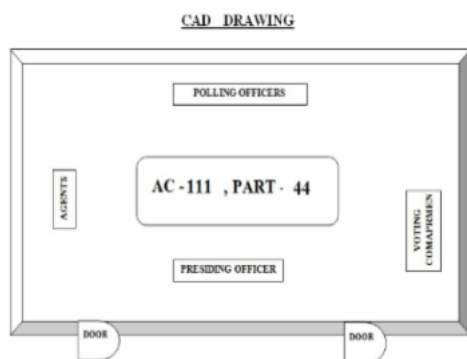 CAD DRAWING
POLLING OFFICERS
AC -111 , PART - 44
AGENTS
VOTING
COMAPRMEN
PRESIDING OFFICER
DOOR
DOOR